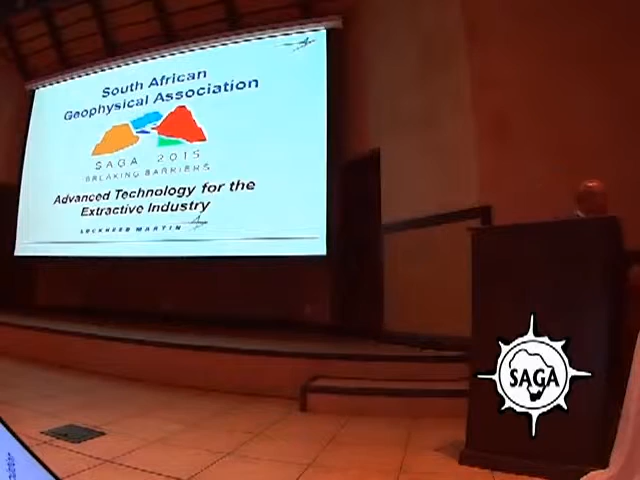 South African
Geophysical Association
SAGA 2015
BREAKING BARRIERS
Advanced Technology for the
Extractive Industry
LOCKHEED MARTIN
SAGA